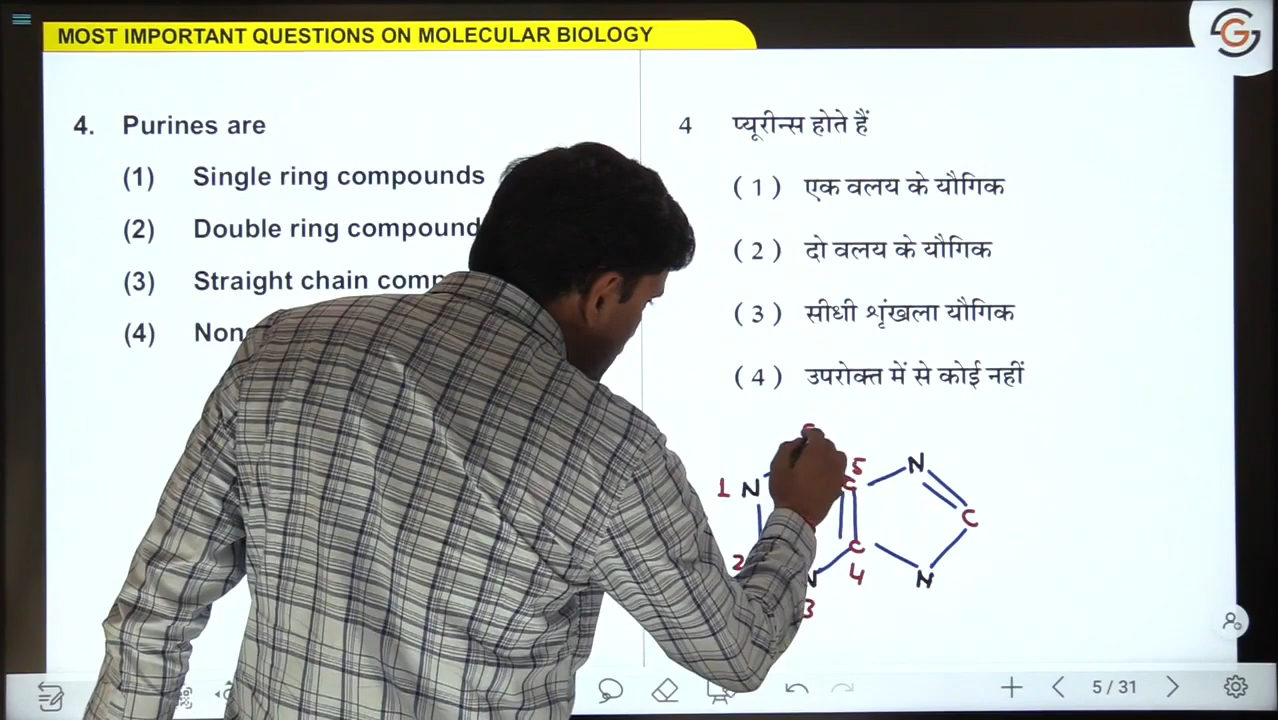 MOST IMPORTANT QUESTIONS ON MOLECULAR BIOLOGY
4. Purines are
(1) Single ring compounds
(2) Double ring compound
(3) Straight chain
(4)
4 प्यूरीन्स होते हैं
(1) एक वलय के यौगिक
(2) दो वलय के यौगिक
(3) सीधी शृंखला यौगिक
(4) उपरोक्त में से कोई नहीं
5 N
1 N C
C
C
2 N 4 N
3
5 / 31